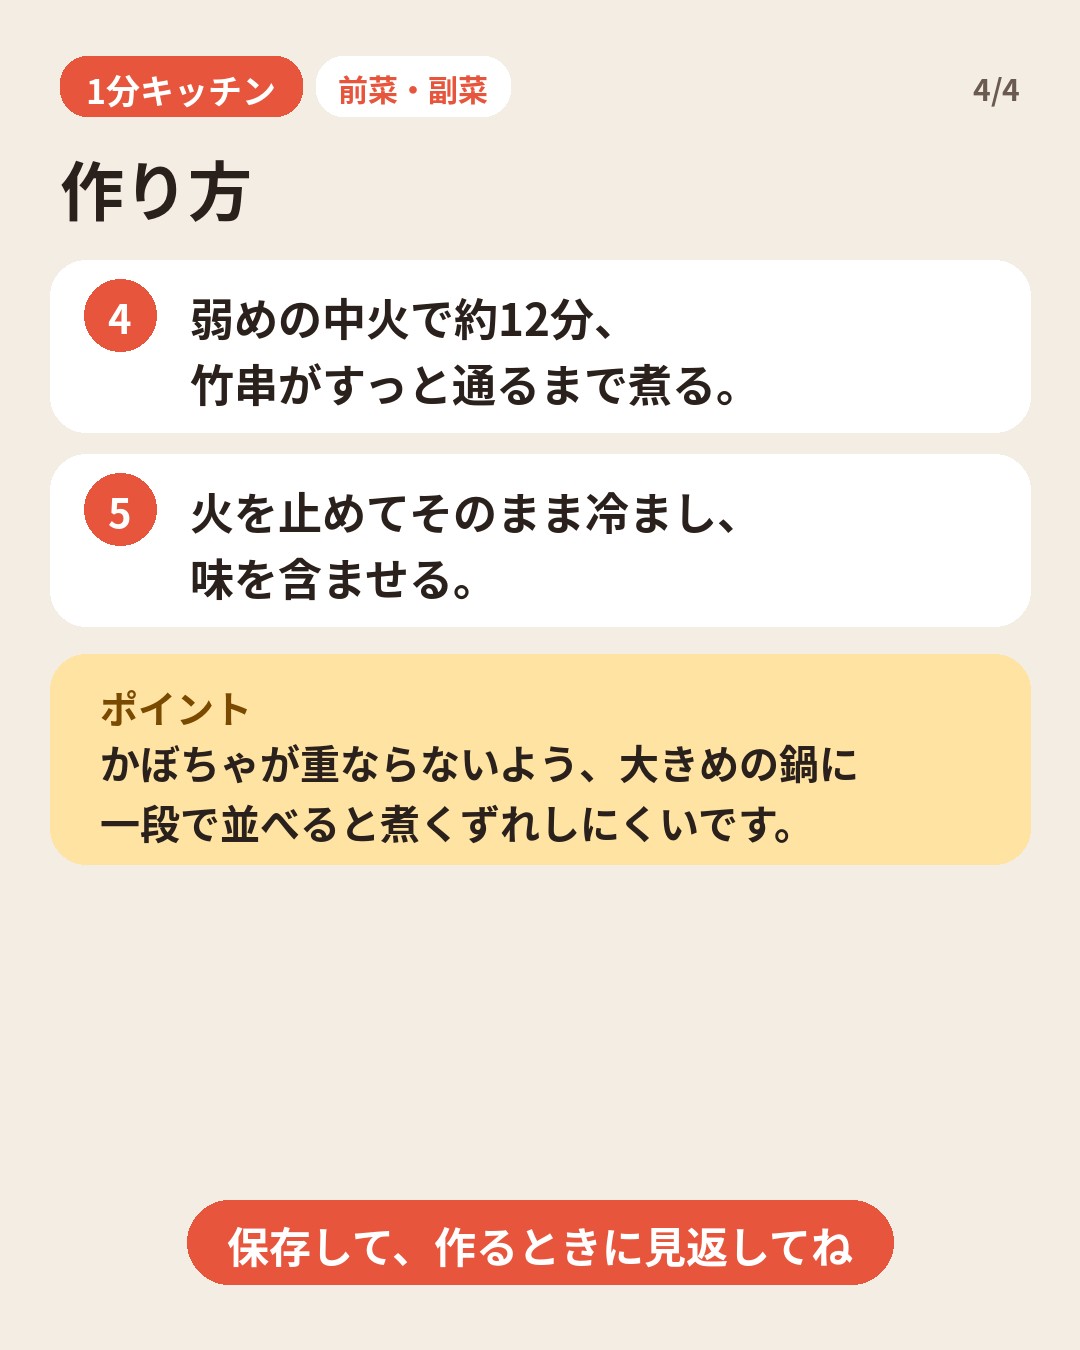 1分キッチン
前菜・副菜
4/4
作り方
4
弱めの中火で約12分、
竹串がすっと通るまで煮る。
5
火を止めてそのまま冷まし、
味を含ませる。
ポイント
かぼちゃが重ならないよう、大きめの鍋に
一段で並べると煮くずれしにくいです。
保存して、作るときに見返してね